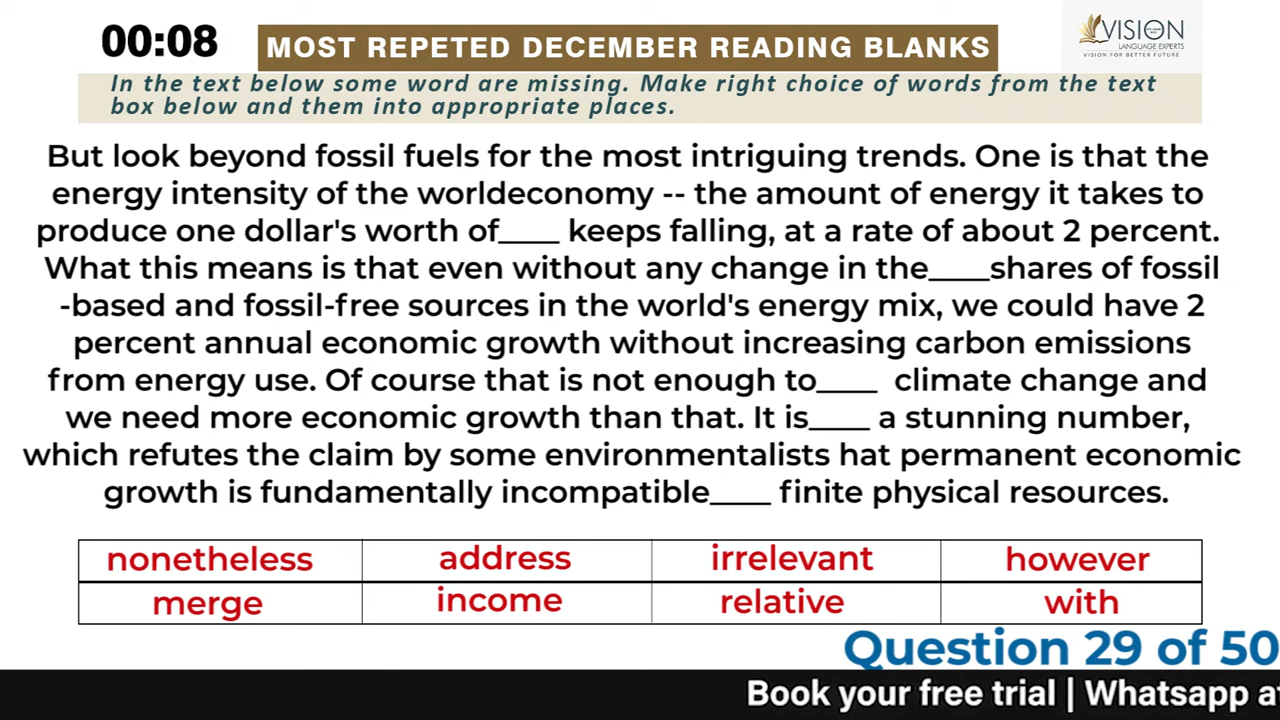 00:08
MOST REPETED DECEMBER READING BLANKS
VISION
LANGUAGE EXPERTS
VISION FOR BETTER FUTURE
In the text below some word are missing. Make right choice of words from the text
box below and them into appropriate places.
But look beyond fossil fuels for the most intriguing trends. One is that the
energy intensity of the worldeconomy -- the amount of energy it takes to
produce one dollar's worth of____ keeps falling, at a rate of about 2 percent.
What this means is that even without any change in the____shares of fossil
-based and fossil-free sources in the world's energy mix, we could have 2
percent annual economic growth without increasing carbon emissions
from energy use. Of course that is not enough to____ climate change and
we need more economic growth than that. It is____ a stunning number,
which refutes the claim by some environmentalists hat permanent economic
growth is fundamentally incompatible____ finite physical resources.
nonetheless address irrelevant however
merge income relative with
Question 29 of 50
Book your free trial | Whatsapp a